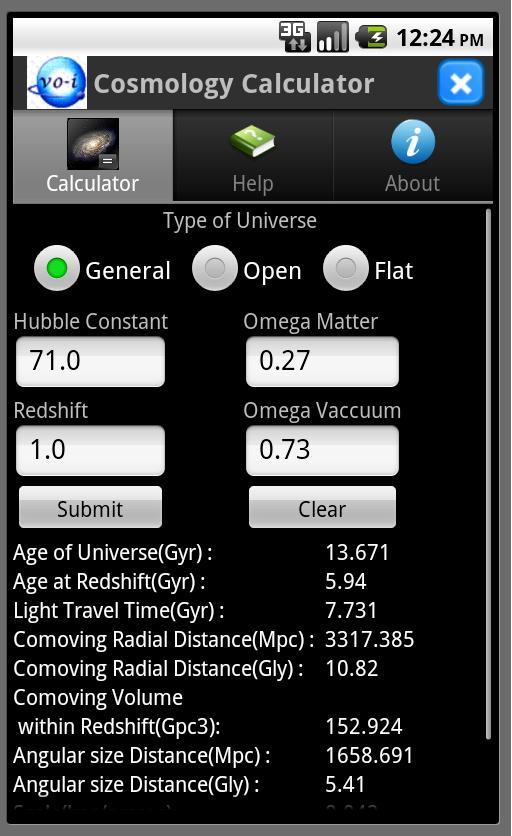 3G
12:24 PM
vo-i Cosmology Calculator
Calculator Help About
Type of Universe
General Open Flat
Hubble Constant Omega Matter
71.0 0.27
Redshift Omega Vaccuum
1.0 0.73
Submit Clear
Age of Universe(Gyr) : 13.671
Age at Redshift(Gyr) : 5.94
Light Travel Time(Gyr) : 7.731
Comoving Radial Distance(Mpc) : 3317.385
Comoving Radial Distance(Gly) : 10.82
Comoving Volume
within Redshift(Gpc3): 152.924
Angular size Distance(Mpc) : 1658.691
Angular size Distance(Gly) : 5.41